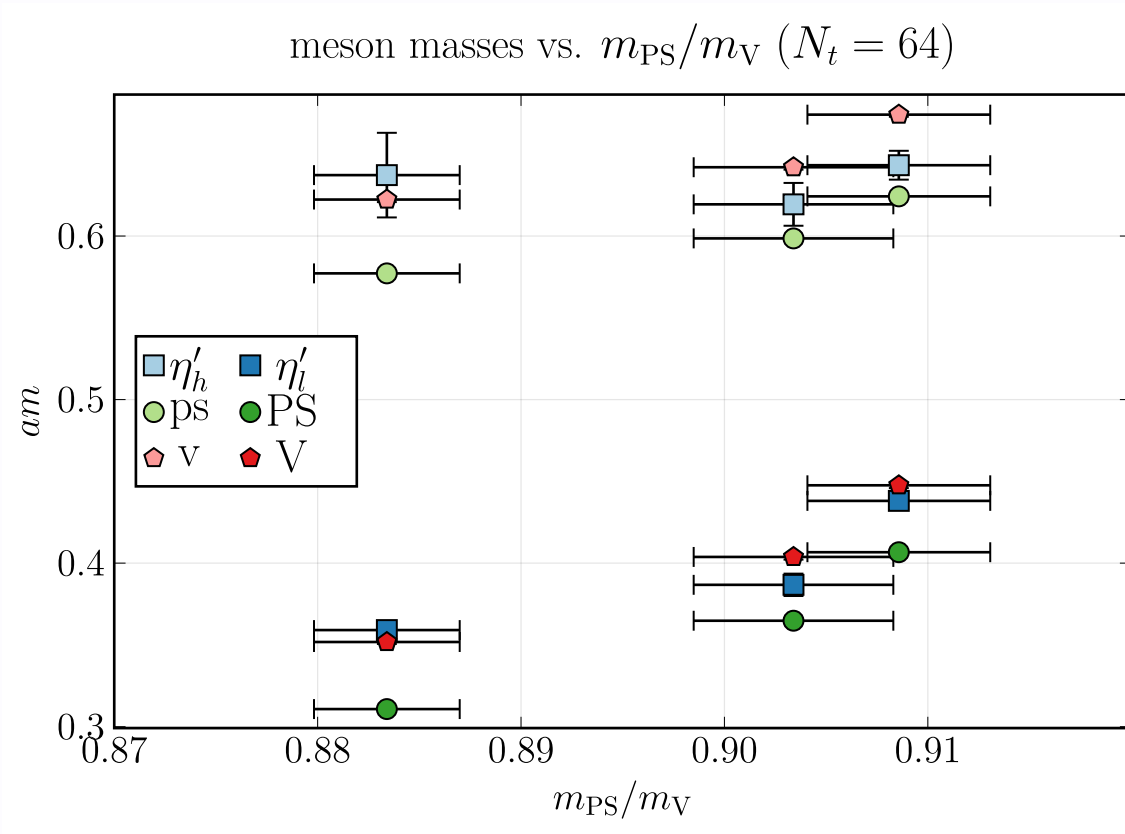 meson masses vs. m_PS/m_V (N_t = 64)
am
0.6
0.5
0.4
0.3
η′_h η′_l
ps PS
v V
0.87 0.88 0.89 0.90 0.91
m_PS/m_V